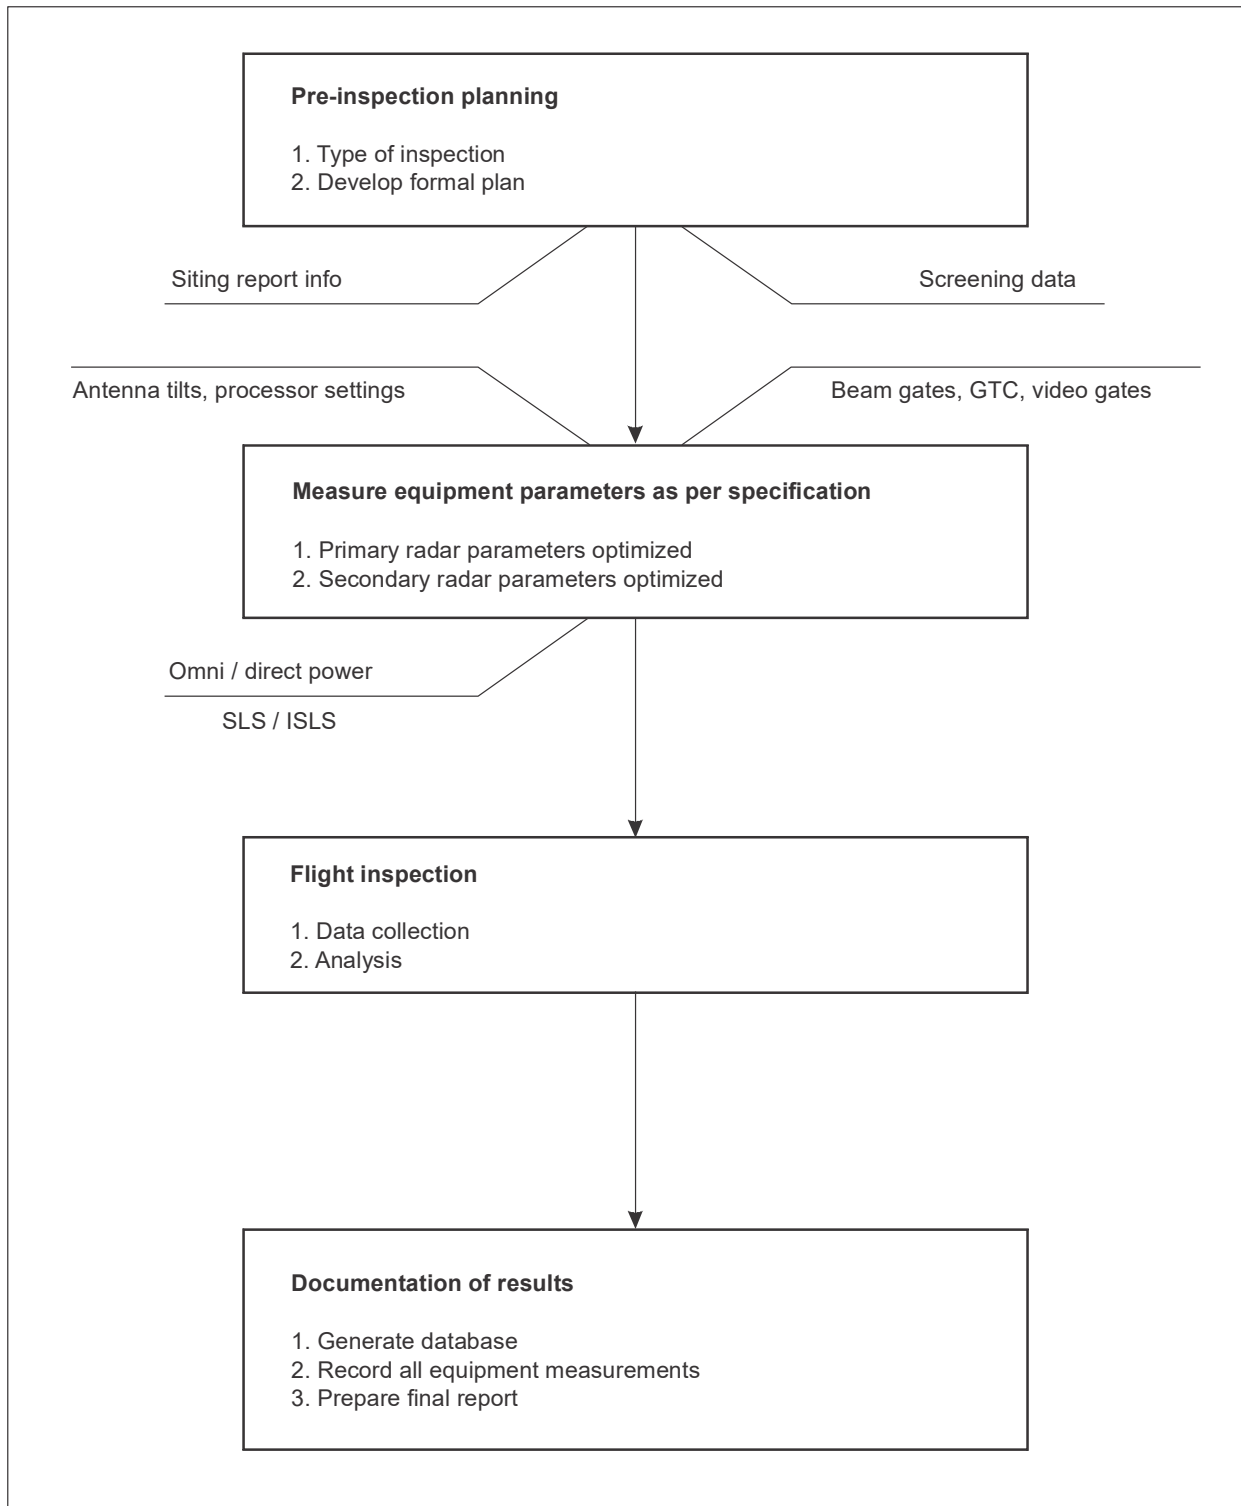 Pre-inspection planning
1. Type of inspection
2. Develop formal plan
Siting report info
Screening data
Antenna tilts, processor settings
Beam gates, GTC, video gates
Measure equipment parameters as per specification
1. Primary radar parameters optimized
2. Secondary radar parameters optimized
Omni / direct power
SLS / ISLS
Flight inspection
1. Data collection
2. Analysis
Documentation of results
1. Generate database
2. Record all equipment measurements
3. Prepare final report